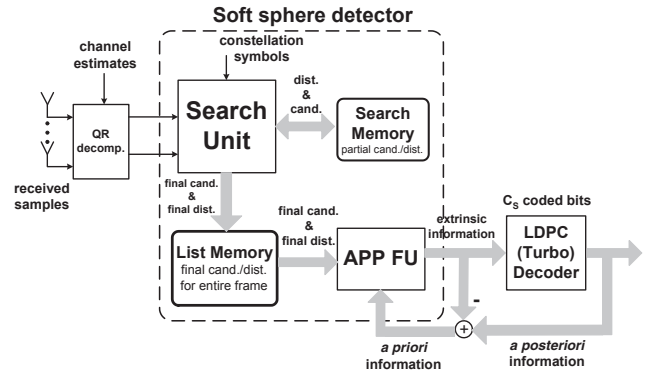 Soft sphere detector
channel
estimates
constellation
symbols
QR
decomp.
received
samples
Search
Unit
dist.
&
cand.
Search
Memory
partial cand./dist.
final cand.
&
final dist.
List Memory
final cand./dist.
for entire frame
final cand.
&
final dist.
APP FU
extrinsic
information
C_S coded bits
LDPC
(Turbo)
Decoder
-
+
a priori
information
a posteriori
information